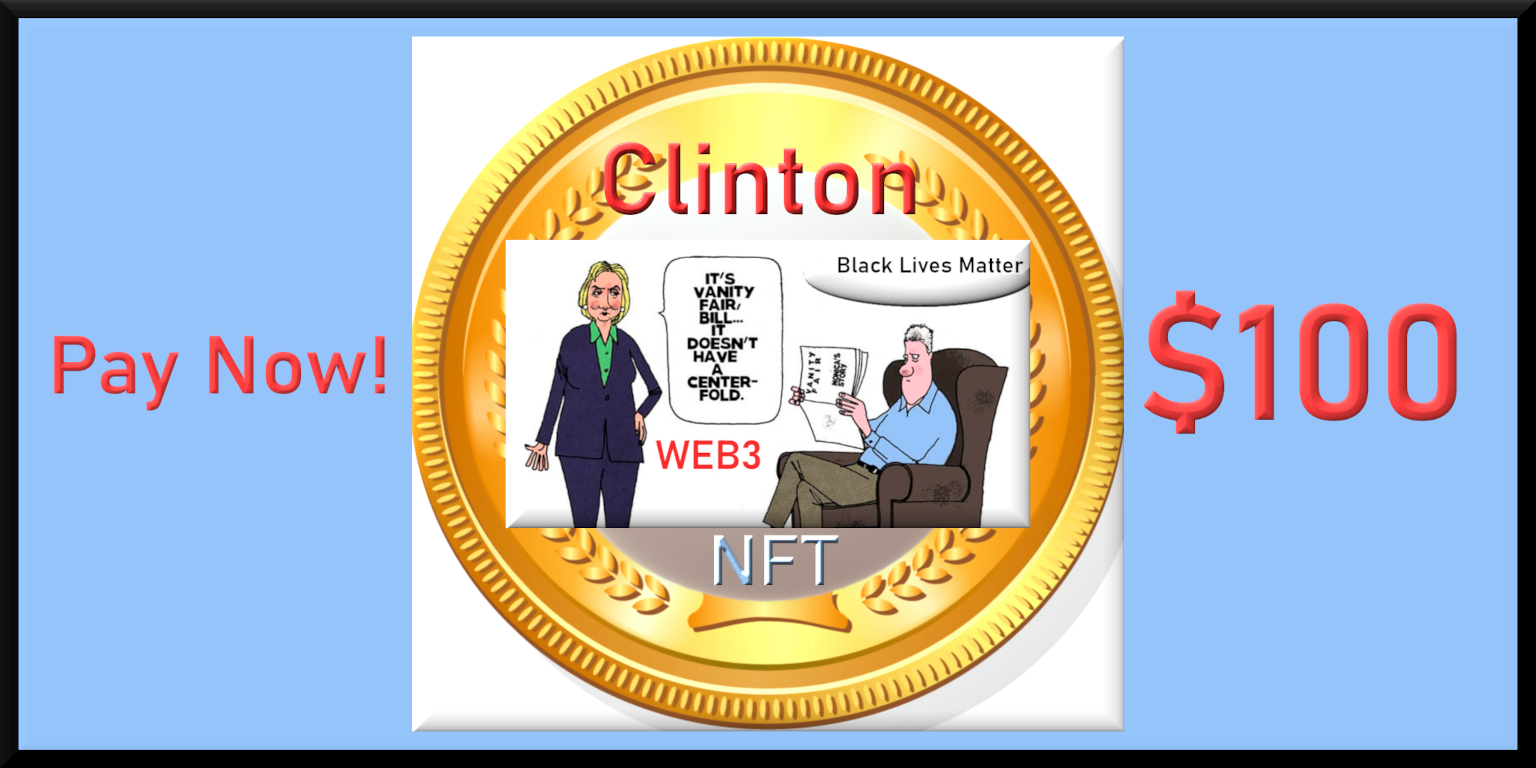 Clinton
Black Lives Matter
IT'S
VANITY
FAIR,
BILL...
IT
DOESN'T
HAVE
A
CENTER-
FOLD.
VANITY
FAIR
MONICA'S
STORY
WEB3
NFT
Pay Now!
$100